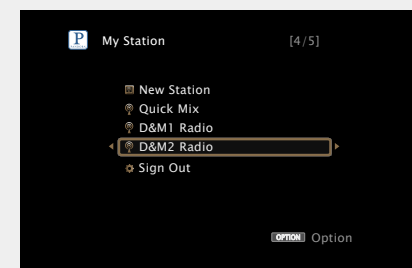 P
My Station [4/5]
New Station
Quick Mix
D&M1 Radio
D&M2 Radio
Sign Out
OPTION Option